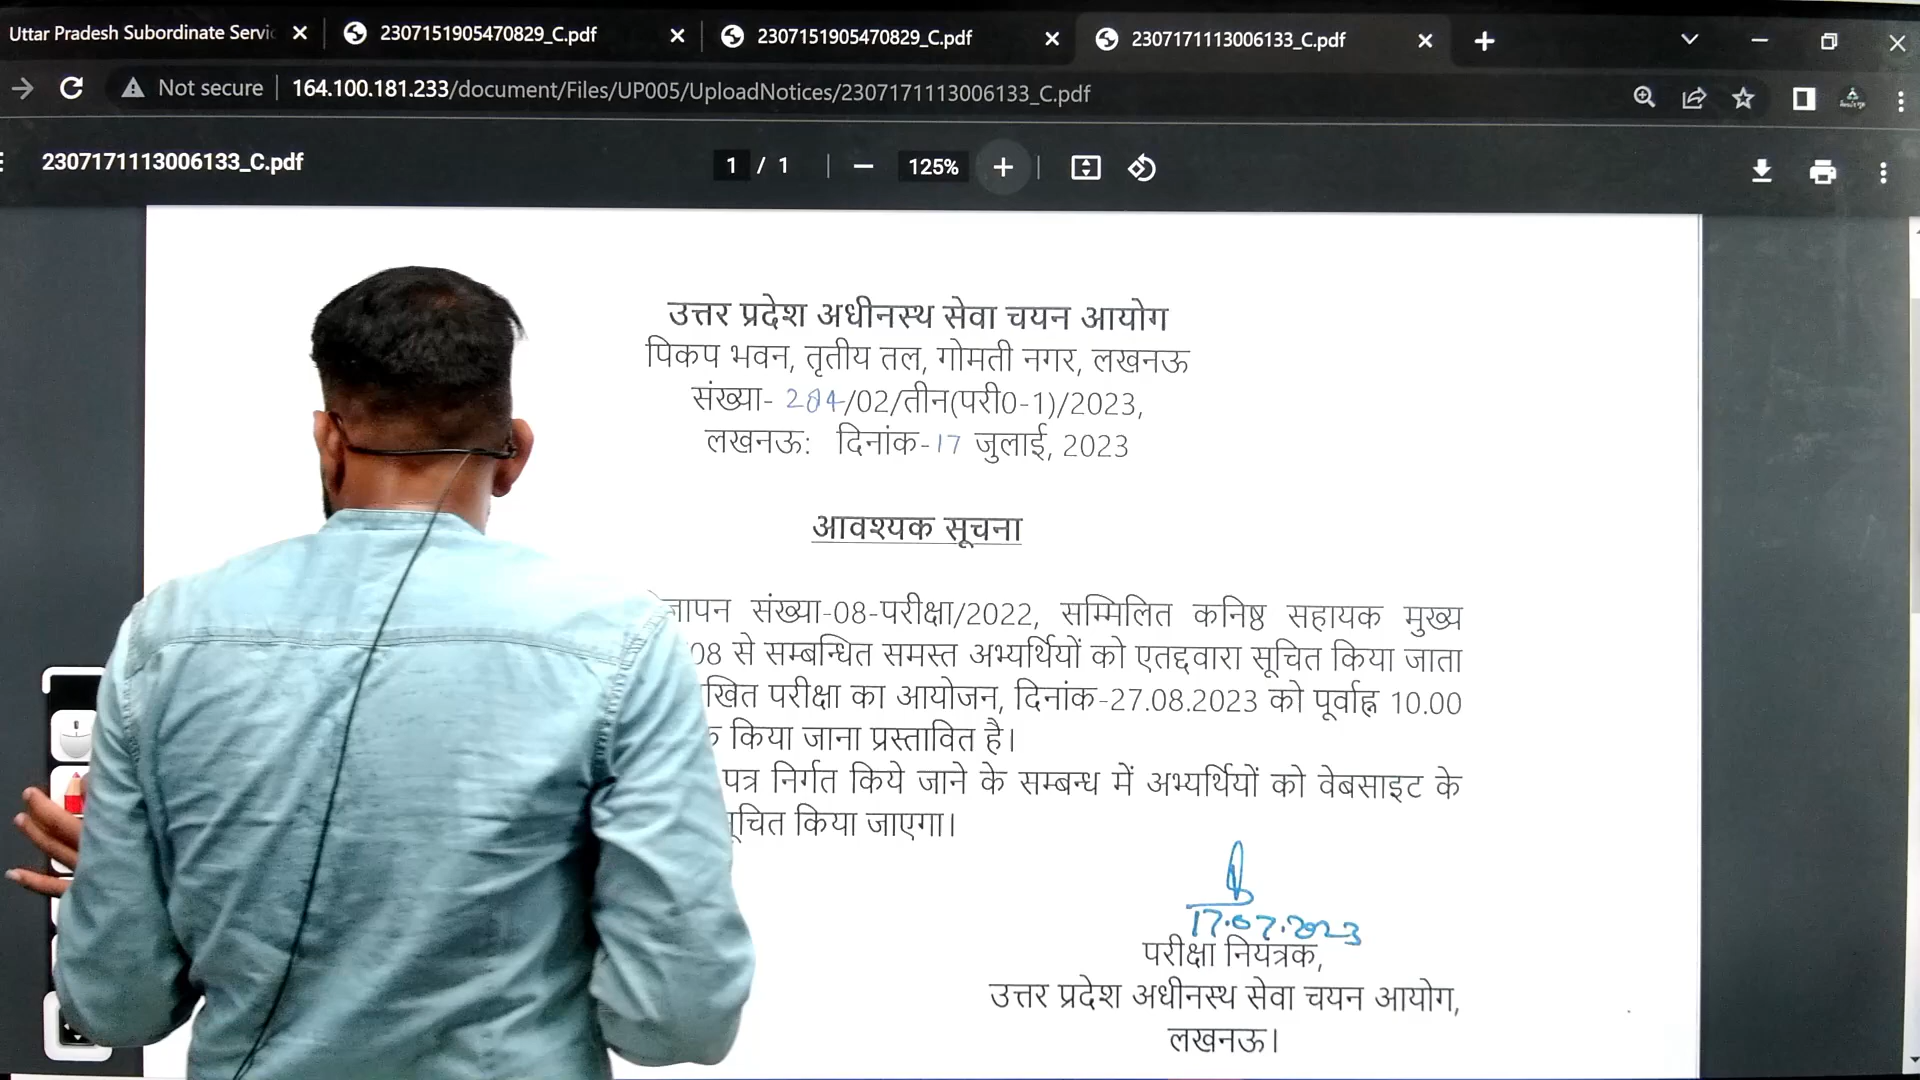 Uttar Pradesh Subordinate Servic
2307151905470829_C.pdf
2307151905470829_C.pdf
2307171113006133_C.pdf
Not secure
164.100.181.233/document/Files/UP005/UploadNotices/2307171113006133_C.pdf
2307171113006133_C.pdf
1 / 1
125%
उत्तर प्रदेश अधीनस्थ सेवा चयन आयोग
पिकप भवन, तृतीय तल, गोमती नगर, लखनऊ
संख्या- 284/02/तीन(परी0-1)/2023,
लखनऊ: दिनांक-17 जुलाई, 2023
आवश्यक सूचना
संख्या-08-परीक्षा/2022, सम्मिलित कनिष्ठ सहायक मुख्य
08 से सम्बन्धित समस्त अभ्यर्थियों को एतद्दवारा सूचित किया जाता
खित परीक्षा का आयोजन, दिनांक-27.08.2023 को पूर्वाह्न 10.00
किया जाना प्रस्तावित है।
पत्र निर्गत किये जाने के सम्बन्ध में अभ्यर्थियों को वेबसाइट के
किया जाएगा।
17.07.2023
परीक्षा नियंत्रक,
उत्तर प्रदेश अधीनस्थ सेवा चयन आयोग,
लखनऊ।